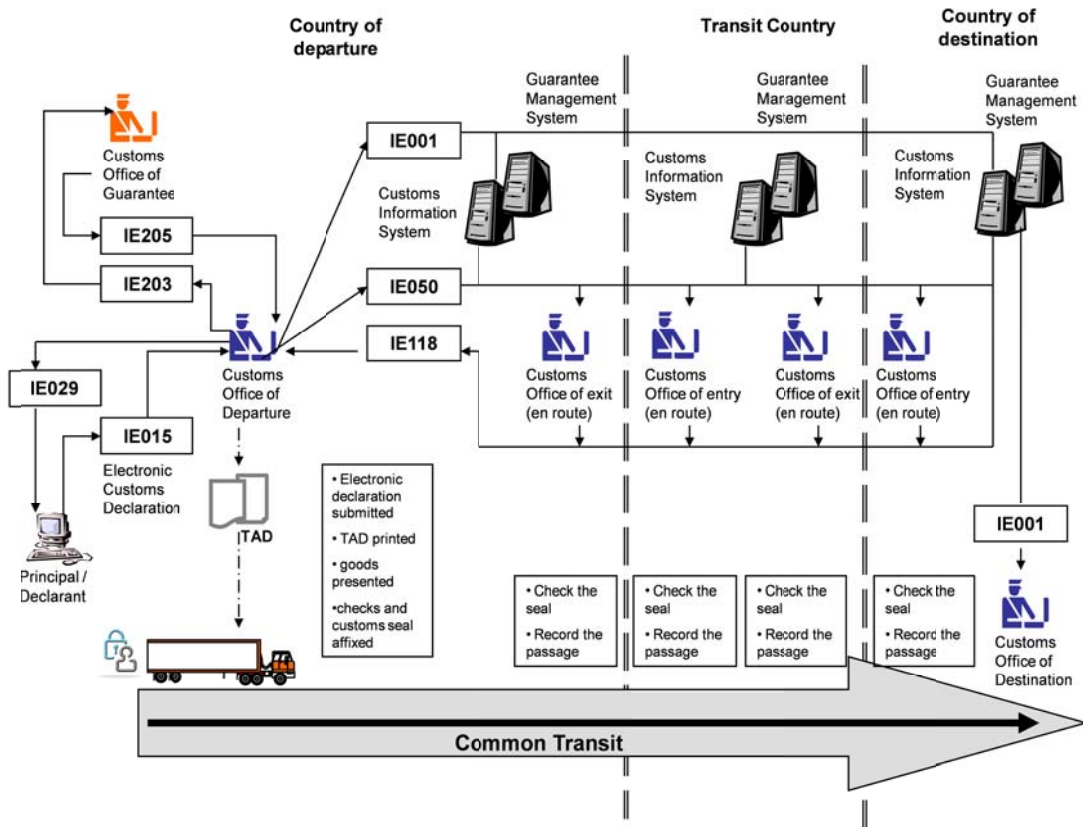 Country of
departure
Transit Country
Country of
destination
Guarantee
Management
System
Guarantee
Management
System
Guarantee
Management
System
Customs
Office of
Guarantee
IE001
Customs
Information
System
Customs
Information
System
Customs
Information
System
IE205
IE203
IE050
IE118
IE029
Customs
Office of
Departure
Customs
Office of exit
(en route)
Customs
Office of entry
(en route)
Customs
Office of exit
(en route)
Customs
Office of entry
(en route)
IE015
Electronic
Customs
Declaration
TAD
• Electronic
declaration
submitted
• TAD printed
• goods
presented
•checks and
customs seal
affixed
IE001
Principal /
Declarant
• Check the
seal
• Record the
passage
• Check the
seal
• Record the
passage
• Check the
seal
• Record the
passage
• Check the
seal
• Record the
passage
Customs
Office of
Destination
Common Transit